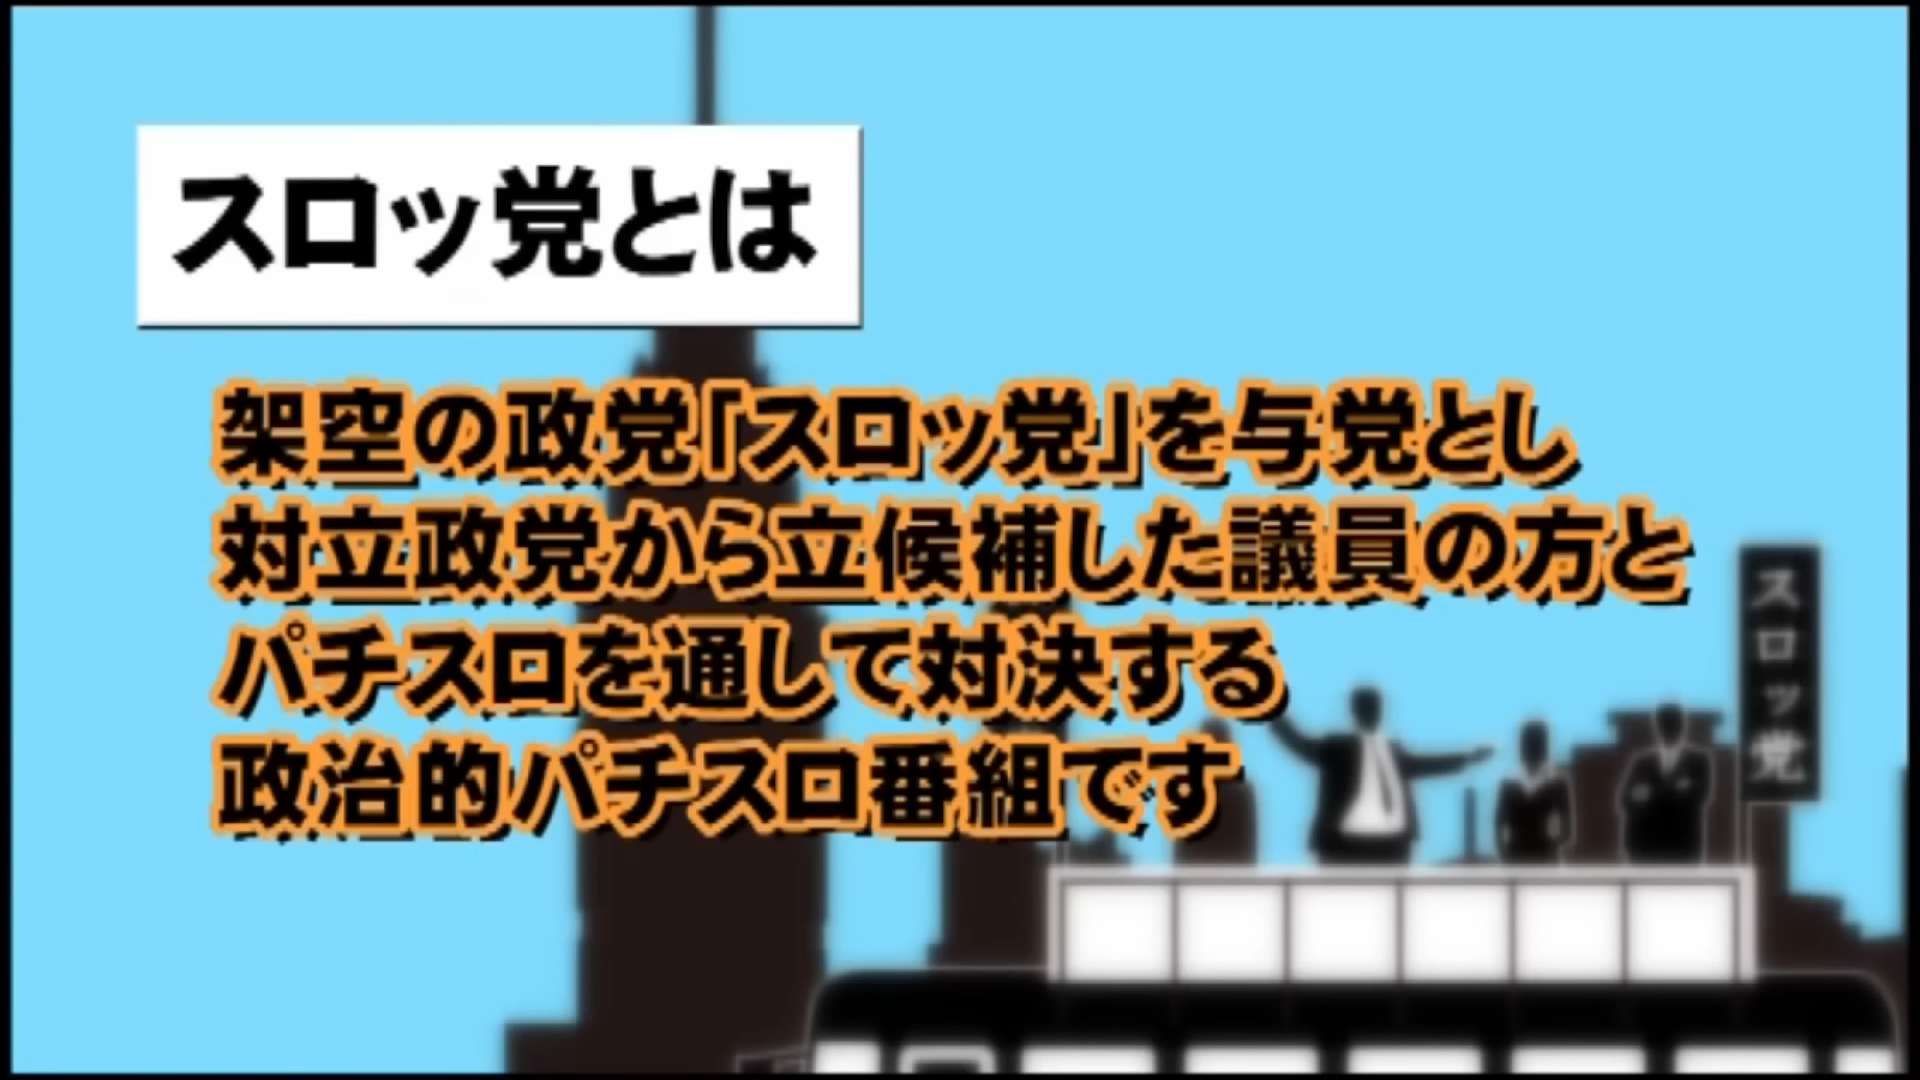 スロッ党とは
架空の政党「スロッ党」を与党とし
対立政党から立候補した議員の方と
パチスロを通して対決する
政治的パチスロ番組です
スロッ党